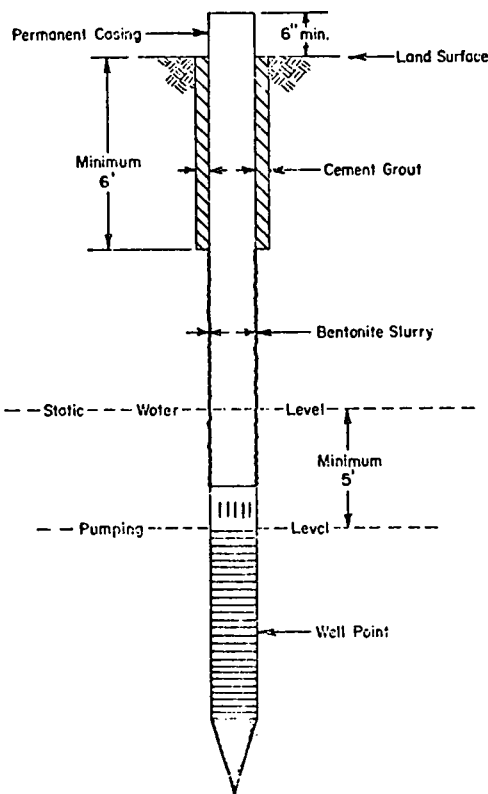 Permanent Casing
6" min.
Land Surface
Minimum
6'
Cement Grout
Bentonite Slurry
Static Water Level
Minimum
5'
Pumping Level
Well Point